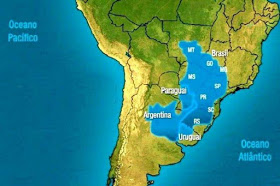 Oceano
Pacífico
MT
Brasil
GO
MG
MS
SP
Paraguai
PR
Argentina
SC
RS
Uruguai
Oceano
Atlântico